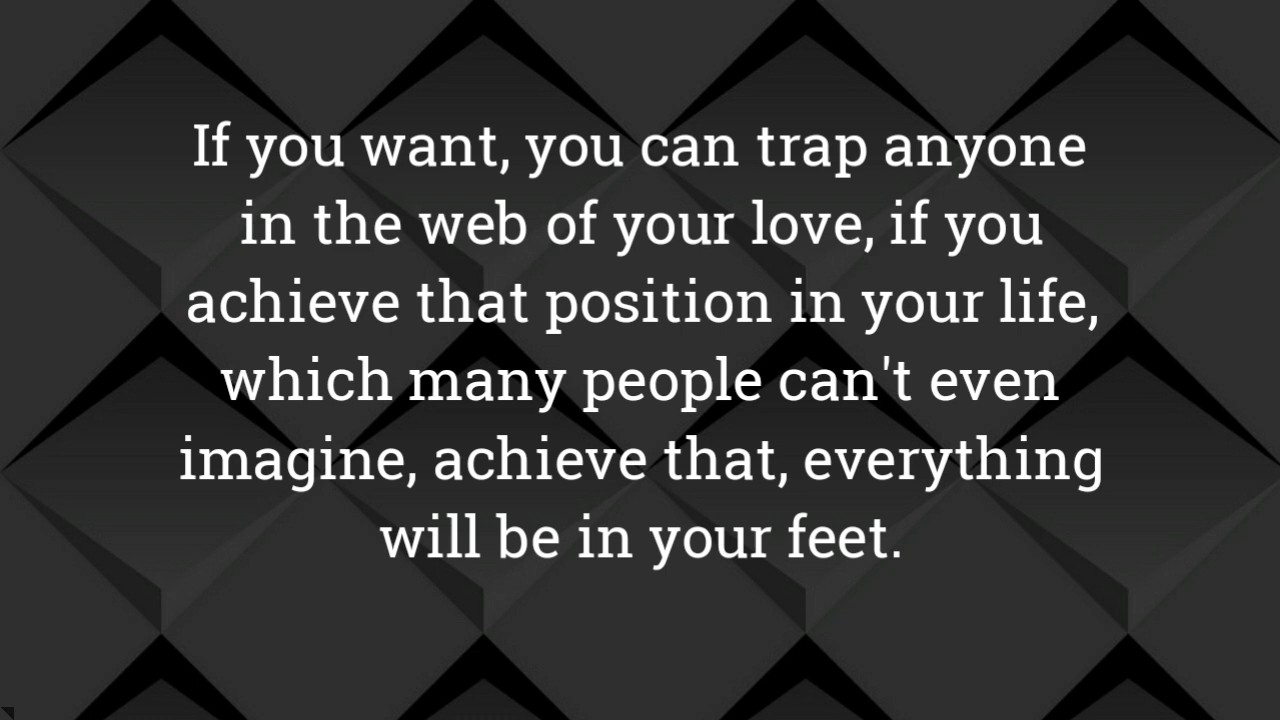 If you want, you can trap anyone
in the web of your love, if you
achieve that position in your life,
which many people can't even
imagine, achieve that, everything
will be in your feet.